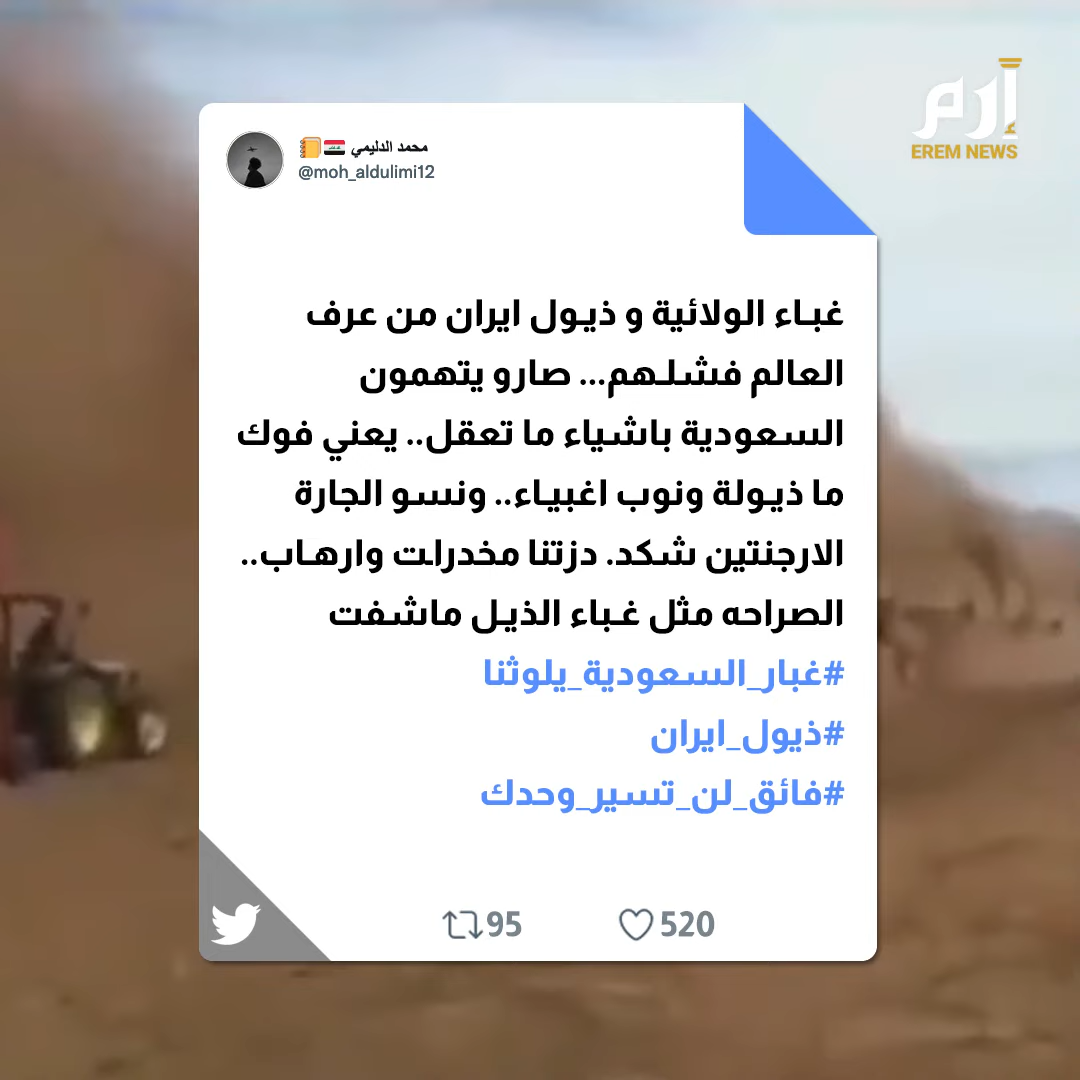 إرم
EREM NEWS
محمد الدليمي
@moh_aldulimi12
غباء الولائية و ذيول ايران من عرف
العالم فشلهم... صارو يتهمون
السعودية باشياء ما تعقل.. يعني فوك
ما ذيولة ونوب اغبياء.. ونسو الجارة
الارجنتين شكد. دزتنا مخدرات وارهاب..
الصراحه مثل غباء الذيل ماشفت
#غبار_السعودية_يلوثنا
#ذيول_ايران
#فائق_لن_تسير_وحدك
95 520